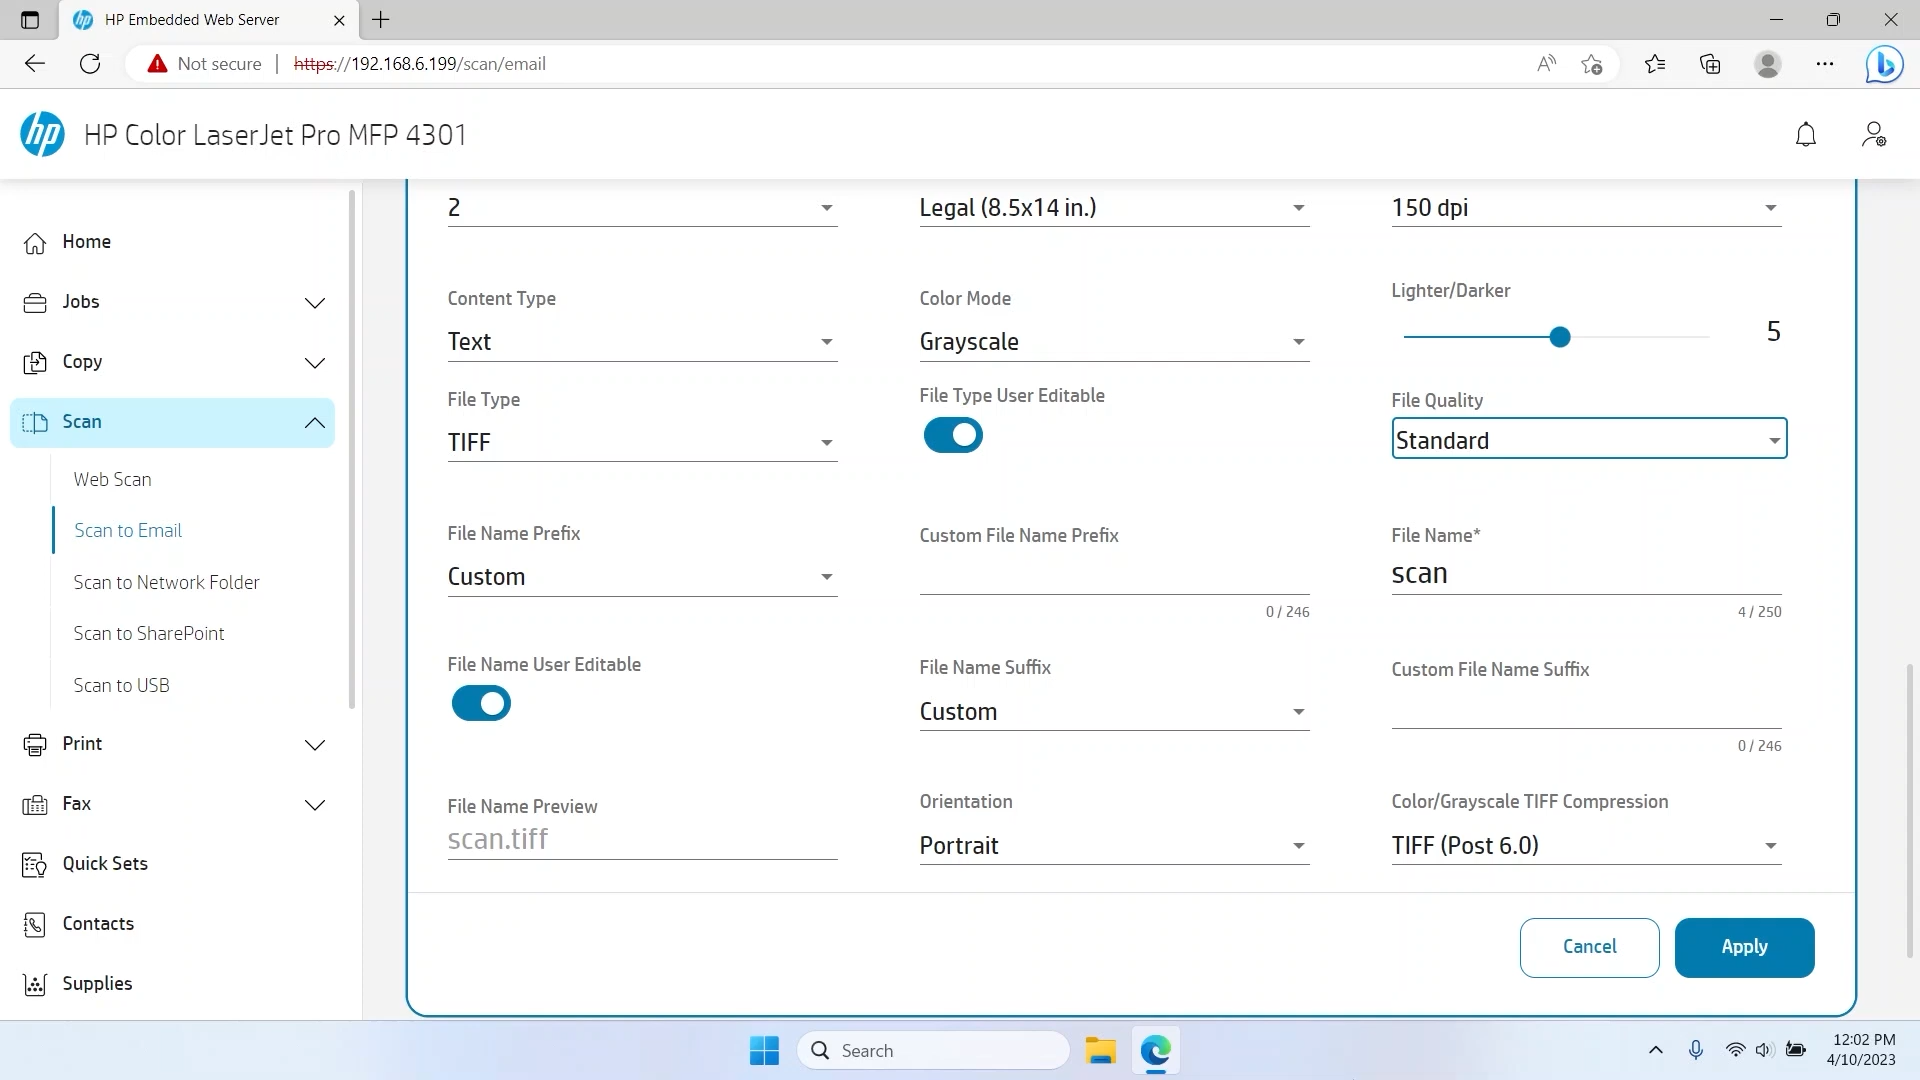 HP Embedded Web Server
Not secure
https://192.168.6.199/scan/email
hp
HP Color LaserJet Pro MFP 4301
Home
Jobs
Copy
Scan
Web Scan
Scan to Email
Scan to Network Folder
Scan to SharePoint
Scan to USB
Print
Fax
Quick Sets
Contacts
Supplies
2
Legal (8.5x14 in.)
150 dpi
Content Type
Color Mode
Lighter/Darker
Text
Grayscale
5
File Type
File Type User Editable
File Quality
TIFF
Standard
File Name Prefix
Custom File Name Prefix
File Name*
Custom
scan
0 / 246
4 / 250
File Name User Editable
File Name Suffix
Custom File Name Suffix
Custom
0 / 246
File Name Preview
Orientation
Color/Grayscale TIFF Compression
scan.tiff
Portrait
TIFF (Post 6.0)
Cancel
Apply
Search
12:02 PM
4/10/2023